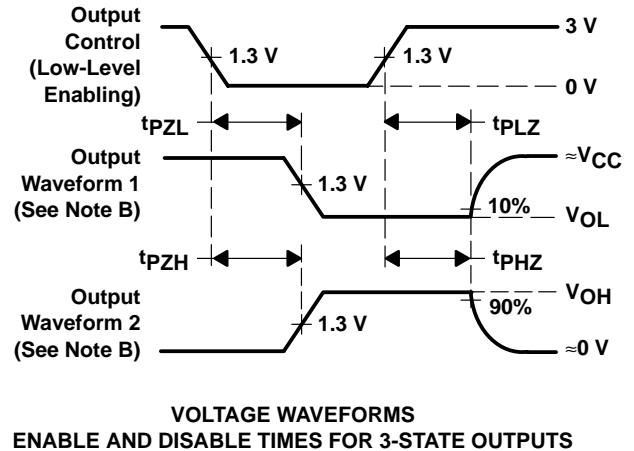 Output
Control
(Low-Level
Enabling)
1.3 V
1.3 V
3 V
0 V
tPZL
tPLZ
Output
Waveform 1
(See Note B)
1.3 V
10%
≈VCC
VOL
tPZH
tPHZ
Output
Waveform 2
(See Note B)
1.3 V
90%
VOH
≈0 V
VOLTAGE WAVEFORMS
ENABLE AND DISABLE TIMES FOR 3-STATE OUTPUTS